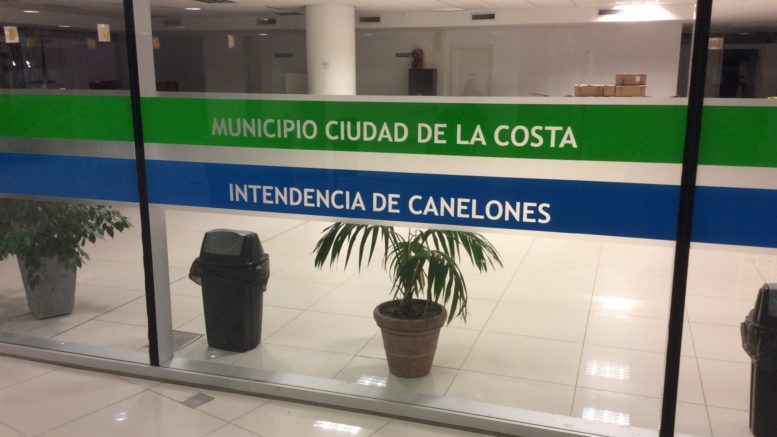 MUNICIPIO CIUDAD DE LA COSTA
INTENDENCIA DE CANELONES